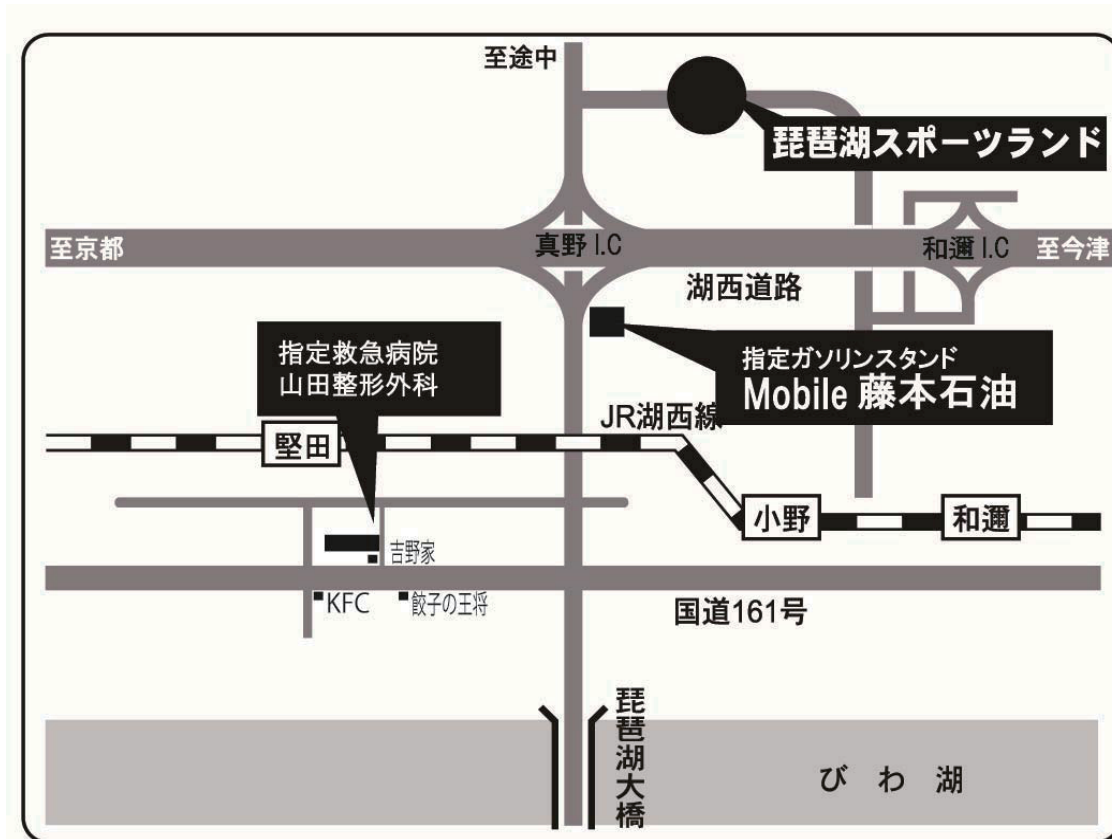 至途中
琵琶湖スポーツランド
至京都
真野 I.C
和邇 I.C
至今津
湖西道路
指定救急病院
山田整形外科
指定ガソリンスタンド
Mobile 藤本石油
JR湖西線
堅田
小野
和邇
吉野家
KFC
餃子の王将
国道161号
琵琶湖大橋
びわ湖